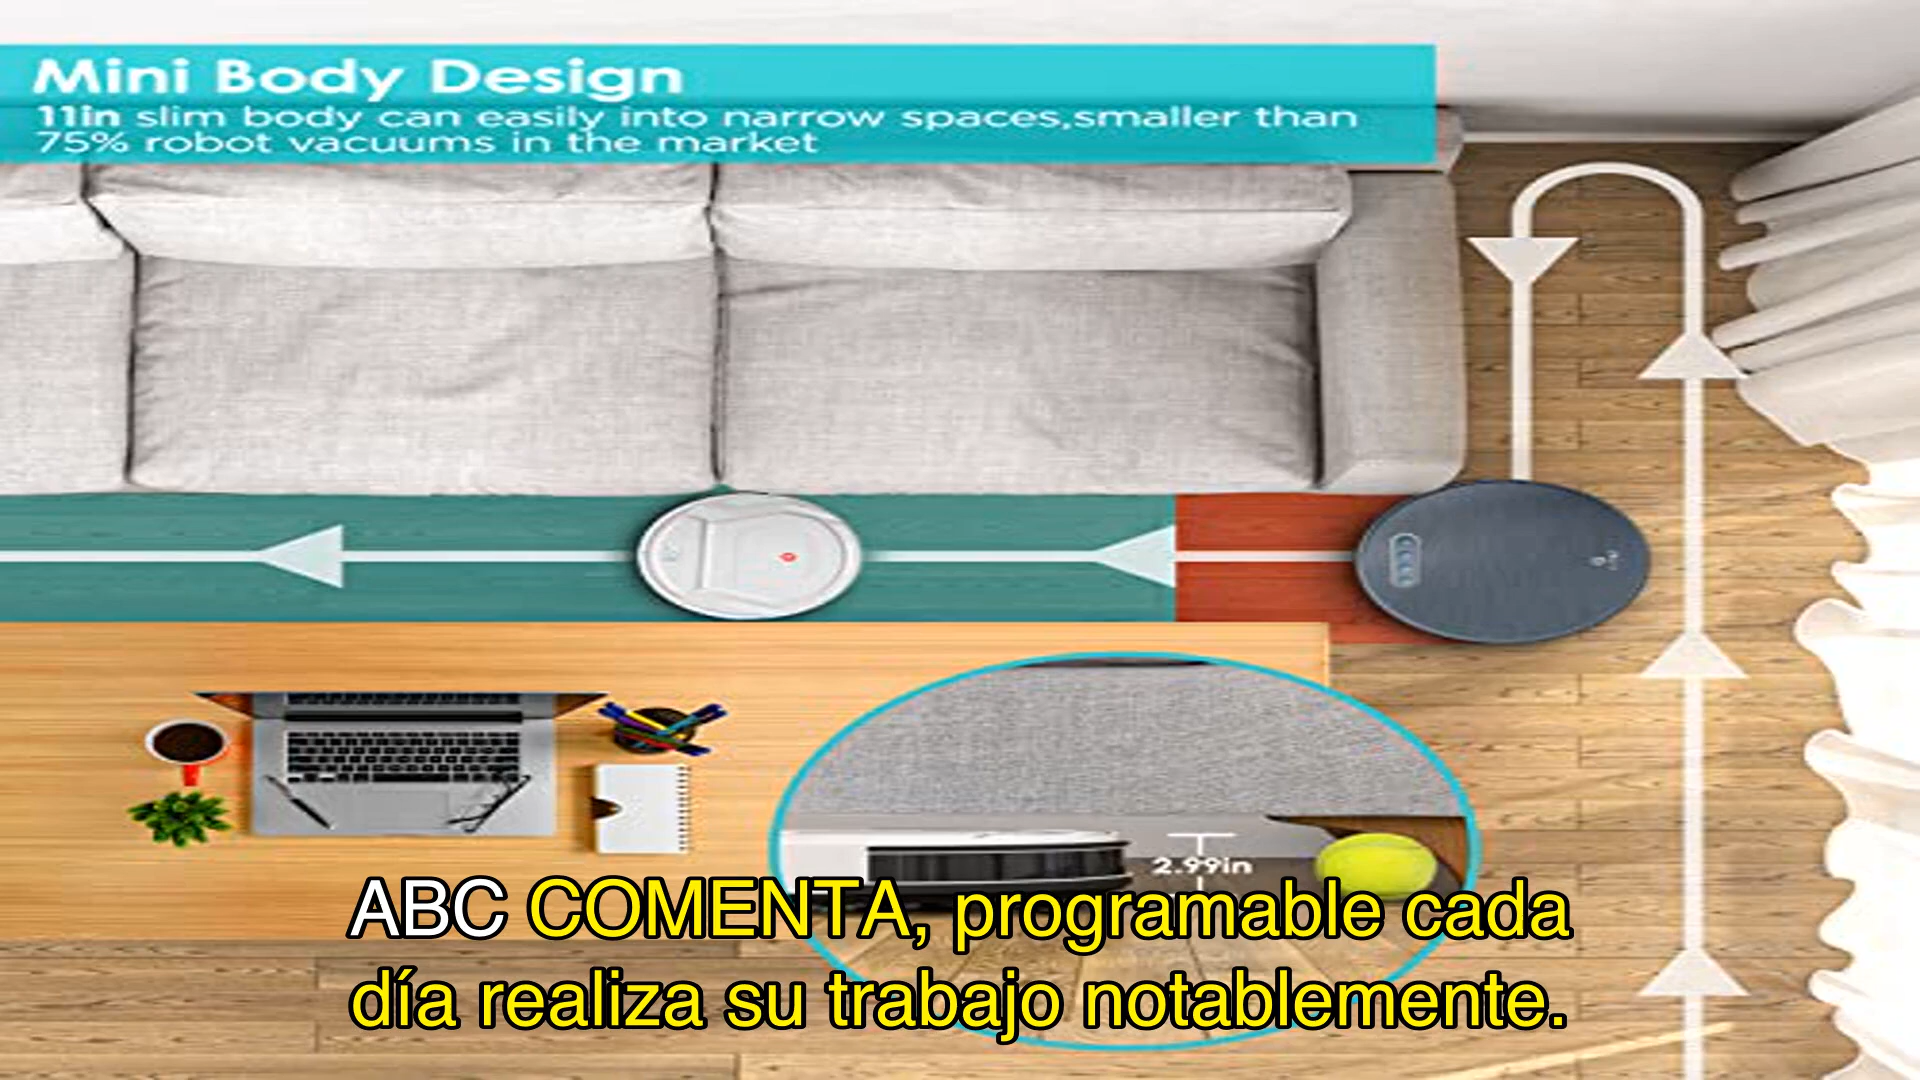 Mini Body Design
11in slim body can easily into narrow spaces,smaller than
75% robot vacuums in the market
2.99in
ABC COMENTA, programable cada
día realiza su trabajo notablemente.